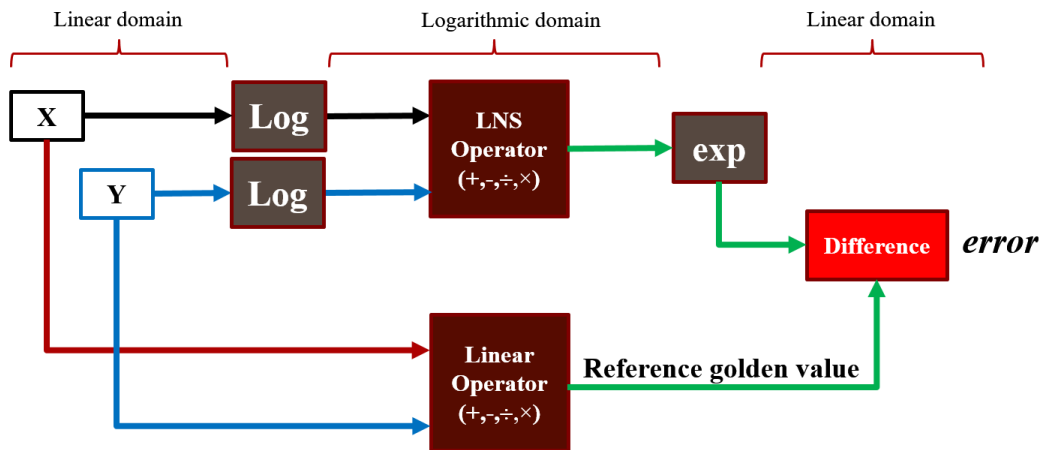 Linear domain
Logarithmic domain
Linear domain
X
Log
LNS
Operator
(+,-,÷,×)
exp
Y
Log
Difference
error
Linear
Operator
(+,-,÷,×)
Reference golden value